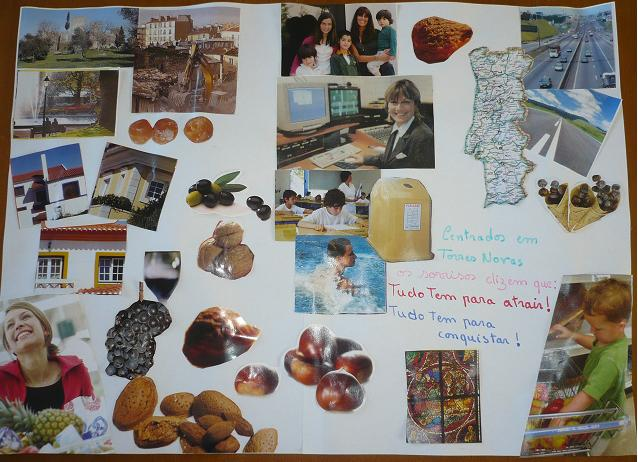 Centrados em
Torres Novas
os sorrisos dizem que:
Tudo Tem para atrair!
Tudo Tem para
conquistar!